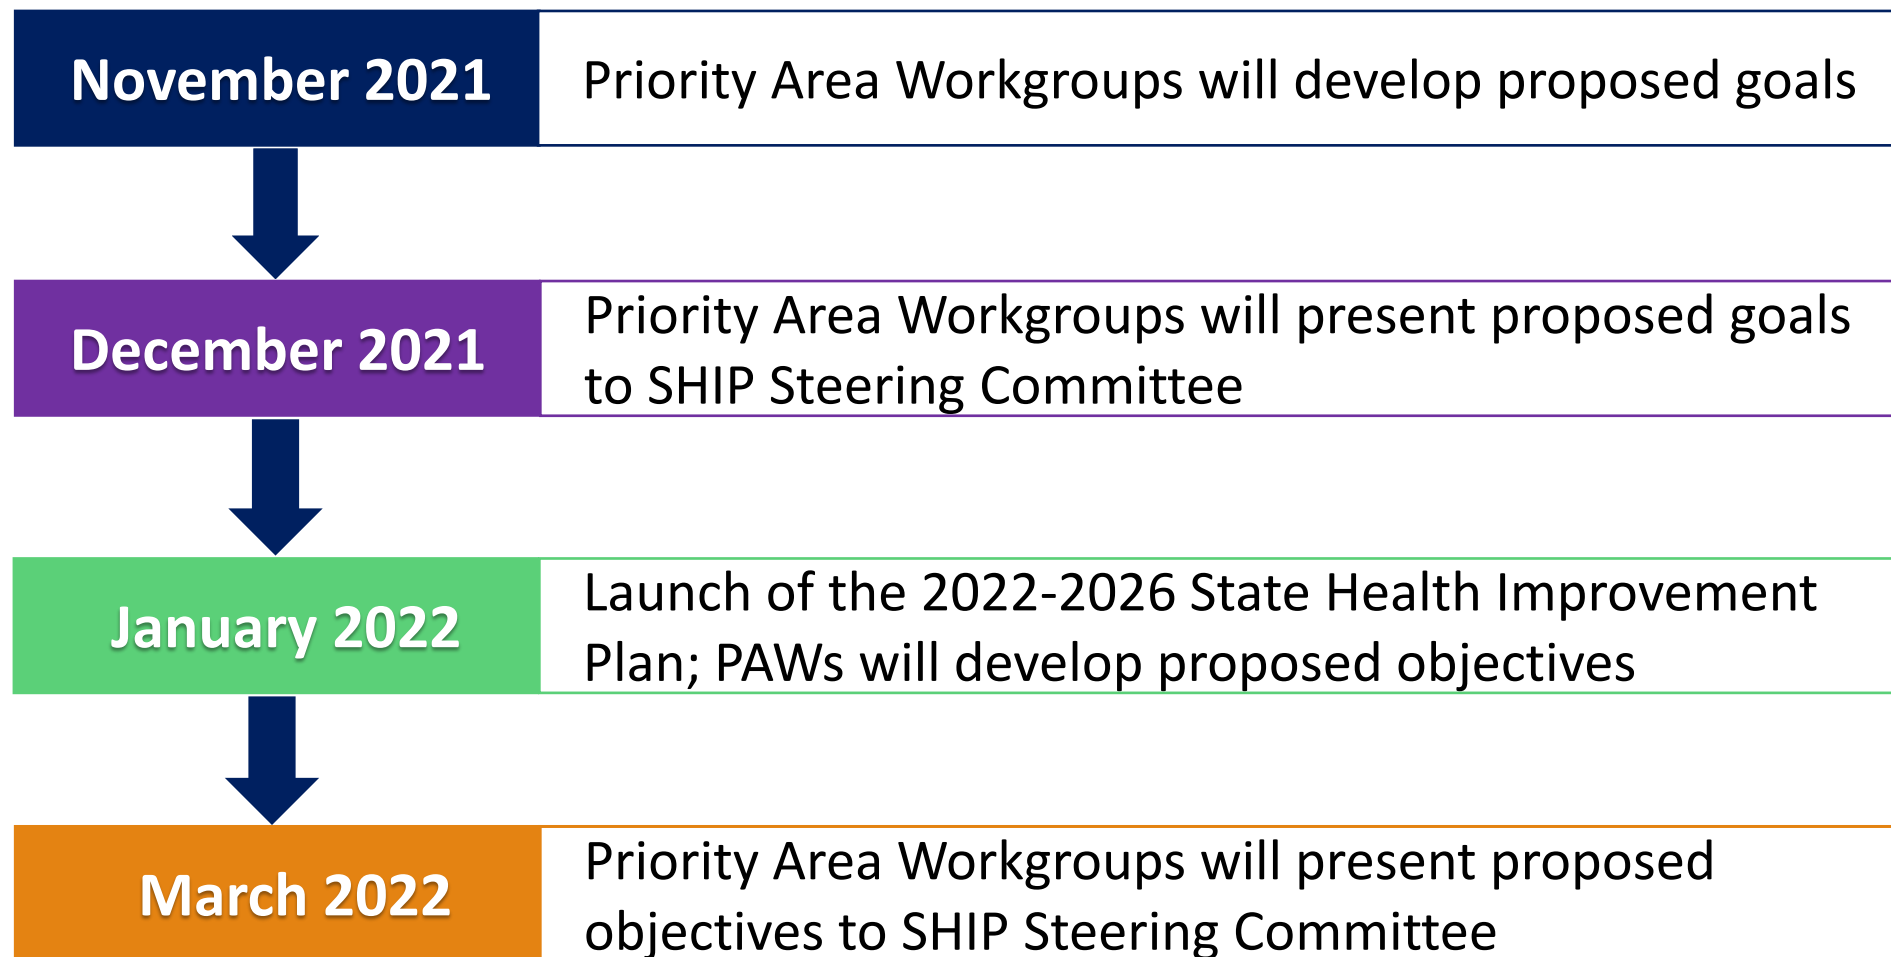 November 2021
Priority Area Workgroups will develop proposed goals
December 2021
Priority Area Workgroups will present proposed goals
to SHIP Steering Committee
January 2022
Launch of the 2022-2026 State Health Improvement
Plan; PAWs will develop proposed objectives
March 2022
Priority Area Workgroups will present proposed
objectives to SHIP Steering Committee